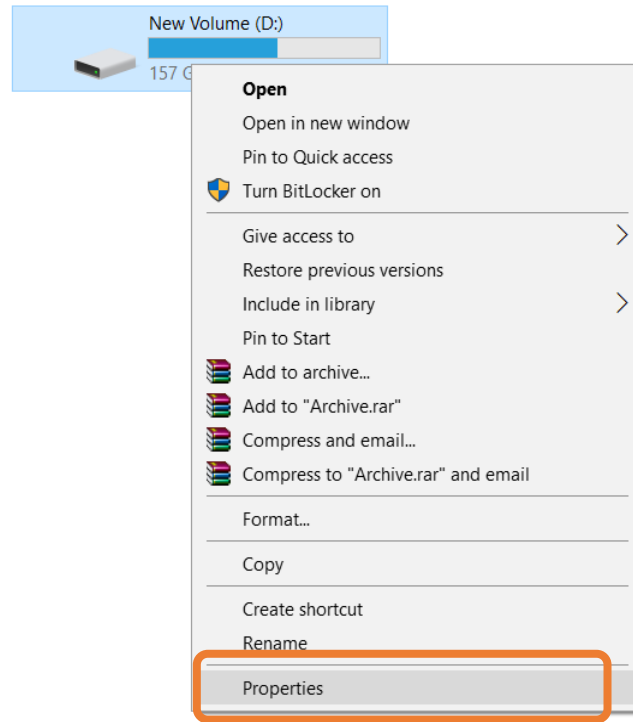 New Volume (D:)
157 G
Open
Open in new window
Pin to Quick access
Turn BitLocker on
Give access to
Restore previous versions
Include in library
Pin to Start
Add to archive...
Add to "Archive.rar"
Compress and email...
Compress to "Archive.rar" and email
Format...
Copy
Create shortcut
Rename
Properties